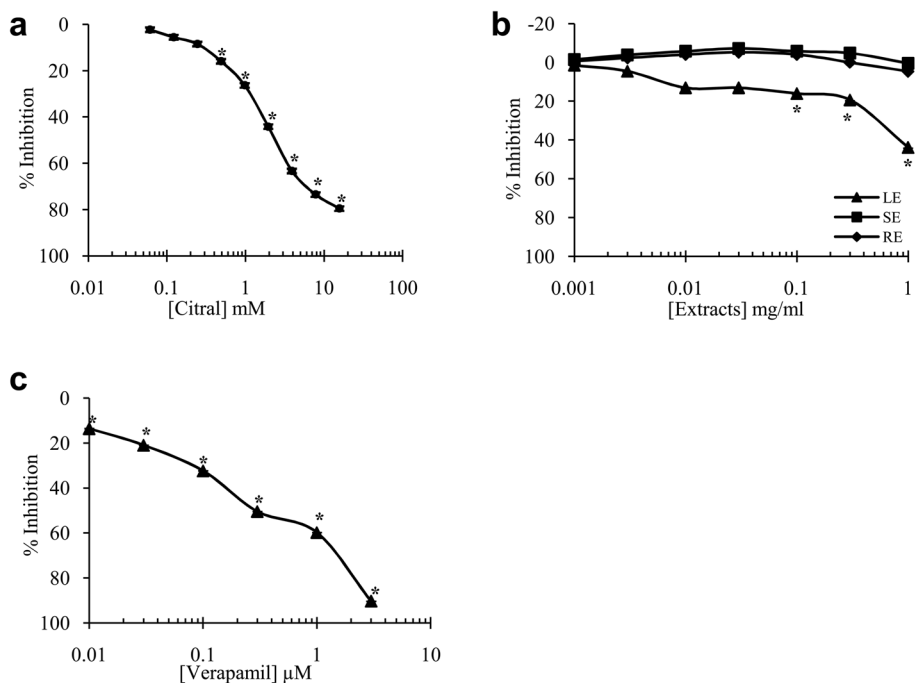 a
% Inhibition
0
20
40
60
80
100
0.01 0.1 1 10 100
[Citral] mM
* * * * * * *
b
% Inhibition
-20
0
20
40
60
80
100
0.001 0.01 0.1 1
[Extracts] mg/ml
* * *
LE
SE
RE
c
% Inhibition
0
20
40
60
80
100
0.01 0.1 1 10
[Verapamil] µM
* * * * * *